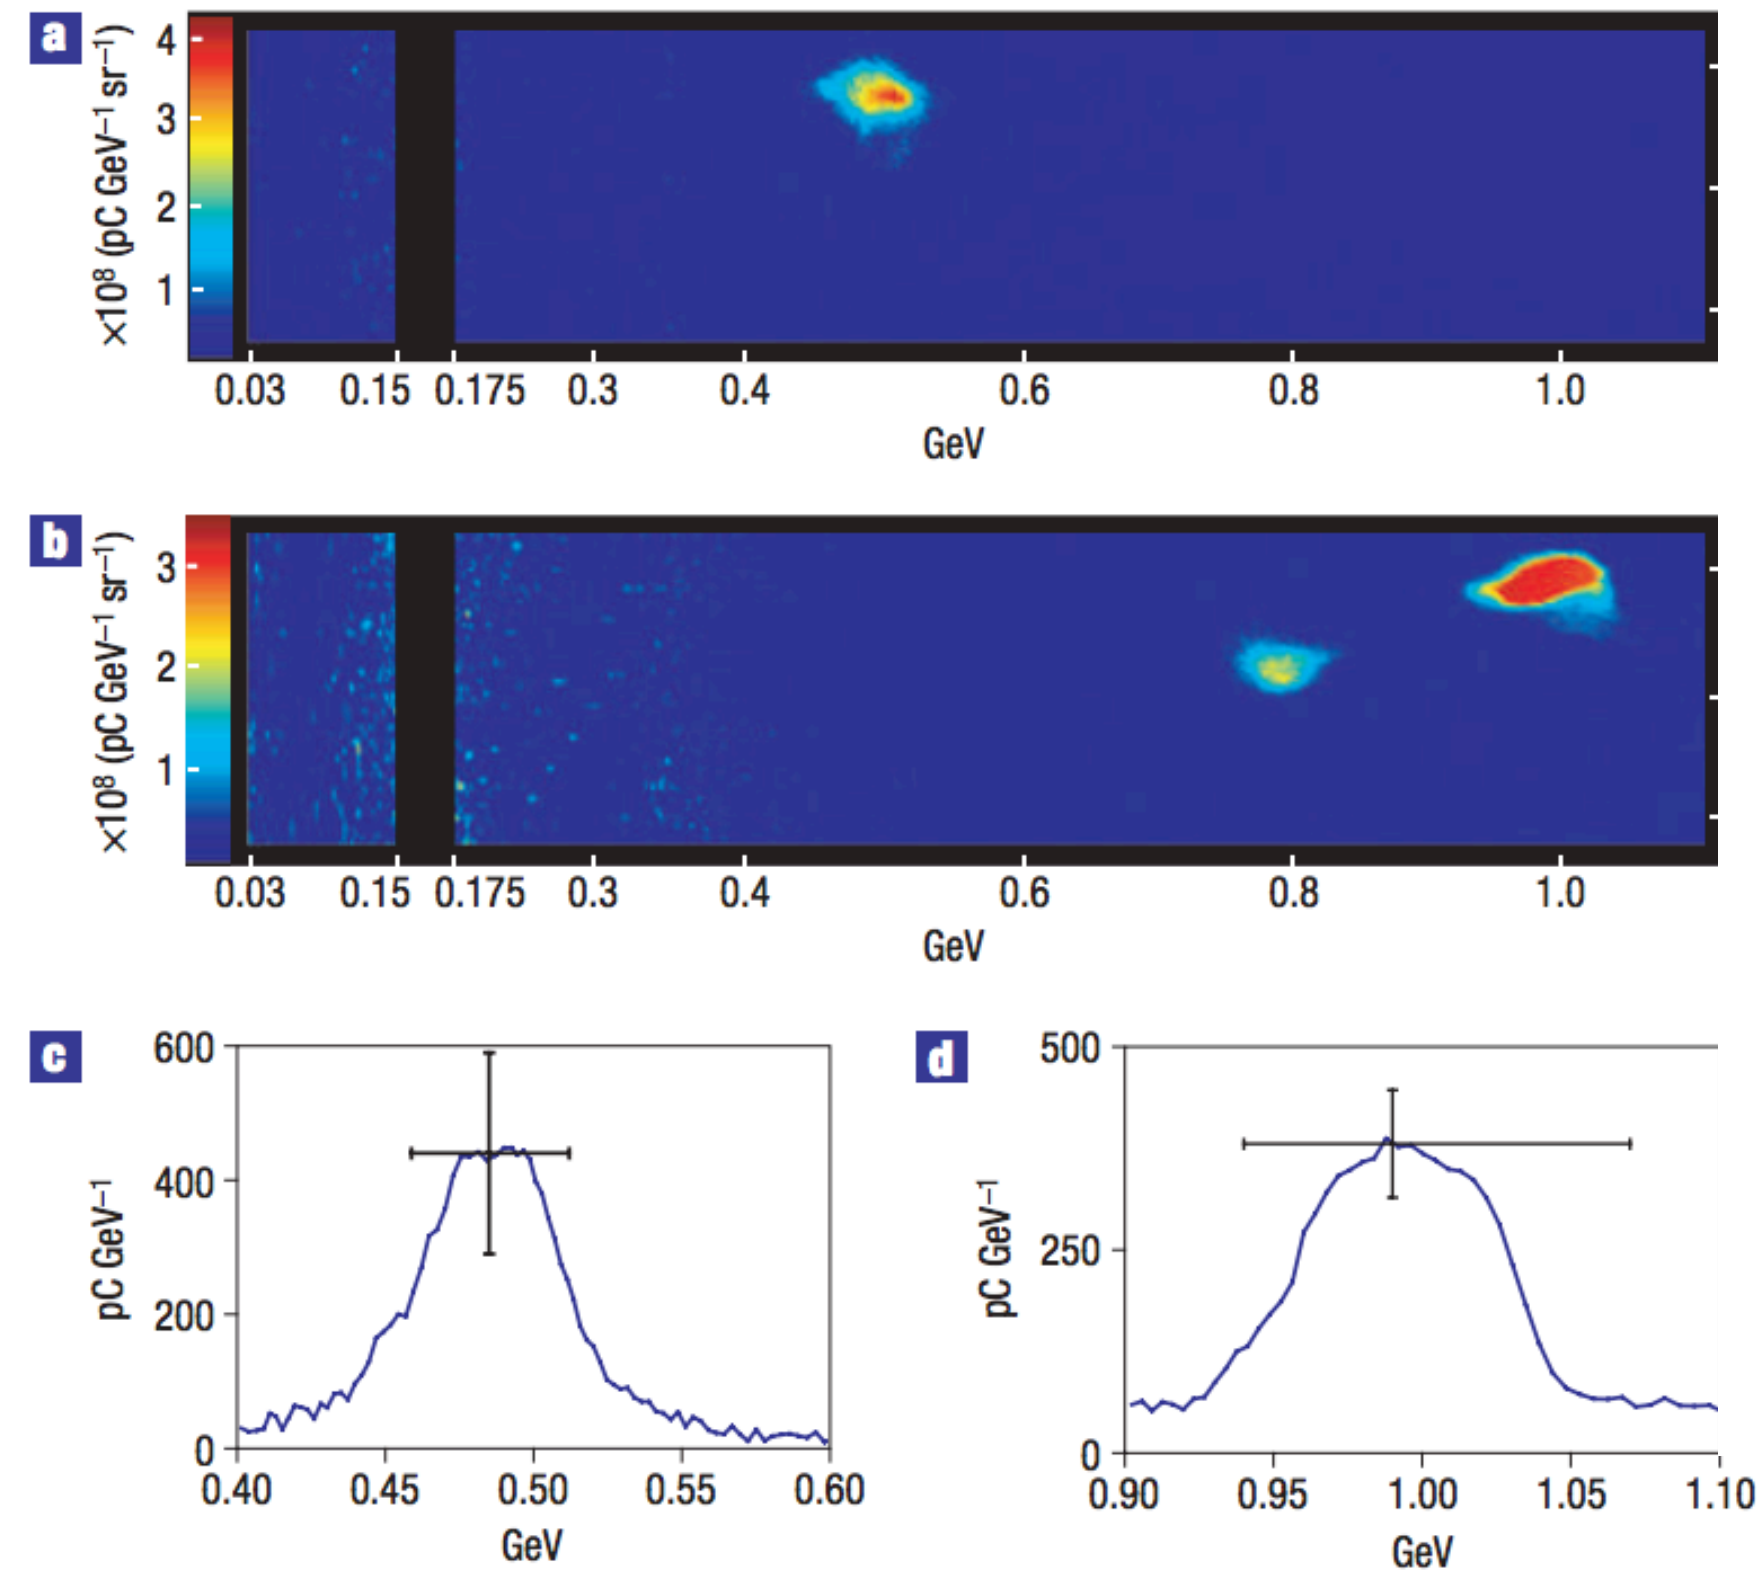 a
×10⁸ (pC GeV⁻¹ sr⁻¹)
4
3
2
1
0.03 0.15 0.175 0.3 0.4 0.6 0.8 1.0
GeV
b
×10⁸ (pC GeV⁻¹ sr⁻¹)
3
2
1
0.03 0.15 0.175 0.3 0.4 0.6 0.8 1.0
GeV
c
pC GeV⁻¹
600
400
200
0
0.40 0.45 0.50 0.55 0.60
GeV
d
pC GeV⁻¹
500
250
0
0.90 0.95 1.00 1.05 1.10
GeV